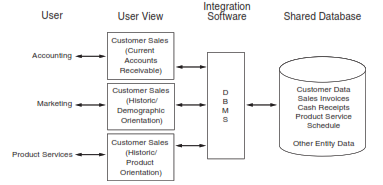 User
User View
Integration
Software
Shared Database
Accounting
Customer Sales
(Current
Accounts
Receivable)
Marketing
Customer Sales
(Historic/
Demographic
Orientation)
Product Services
Customer Sales
(Historic/
Product
Orientation)
D
B
M
S
Customer Data
Sales Invoices
Cash Receipts
Product Service
Schedule
Other Entity Data